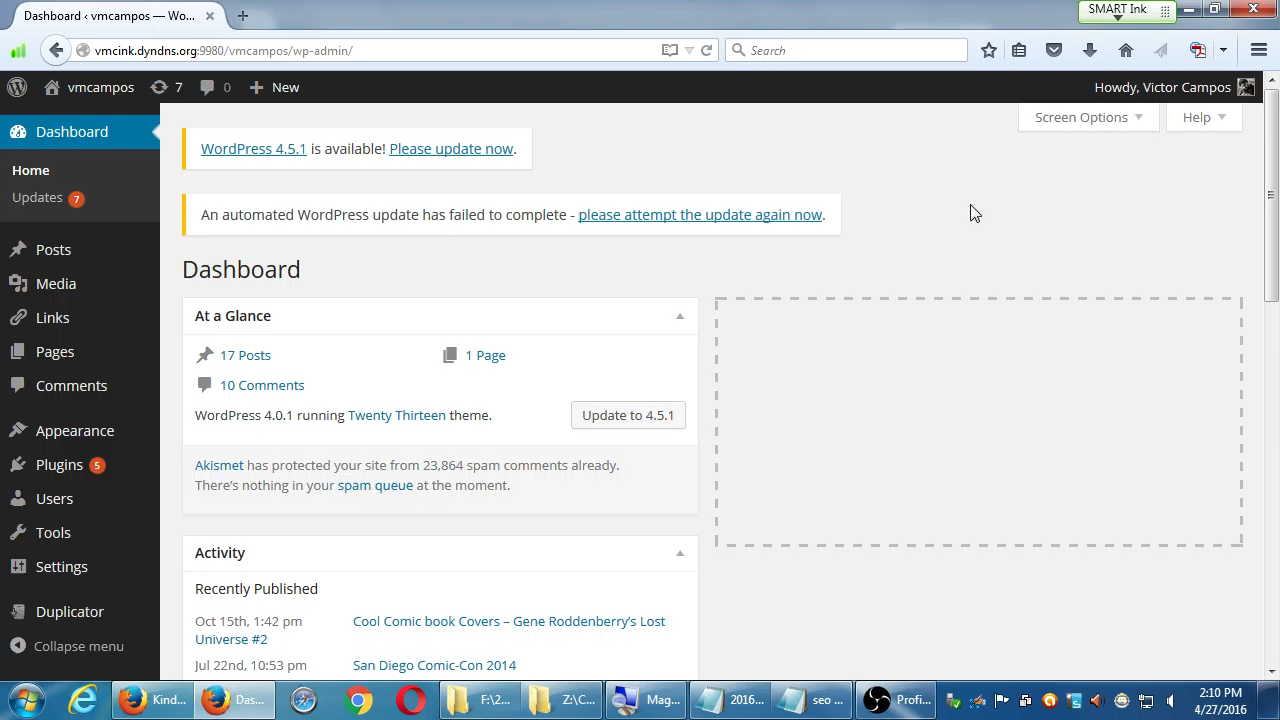 Dashboard ‹ vmcampos — Wo...
SMART Ink
vmcink.dyndns.org:9980/vmcampos/wp-admin/
Search
vmcampos
7
0
New
Howdy, Victor Campos
Dashboard
Screen Options
Help
WordPress 4.5.1 is available! Please update now.
Home
Updates 7
An automated WordPress update has failed to complete - please attempt the update again now.
Posts
Media
Links
Pages
Comments
Appearance
Plugins 5
Users
Tools
Settings
Duplicator
Collapse menu
Dashboard
At a Glance
17 Posts
1 Page
10 Comments
WordPress 4.0.1 running Twenty Thirteen theme.
Update to 4.5.1
Akismet has protected your site from 23,864 spam comments already.
There's nothing in your spam queue at the moment.
Activity
Recently Published
Oct 15th, 1:42 pm
Cool Comic book Covers – Gene Roddenberry's Lost
Universe #2
Jul 22nd, 10:53 pm
San Diego Comic-Con 2014
Kind...
Das...
F:\2...
Z:\C...
Mag...
2016...
seo ...
Profi...
2:10 PM
4/27/2016